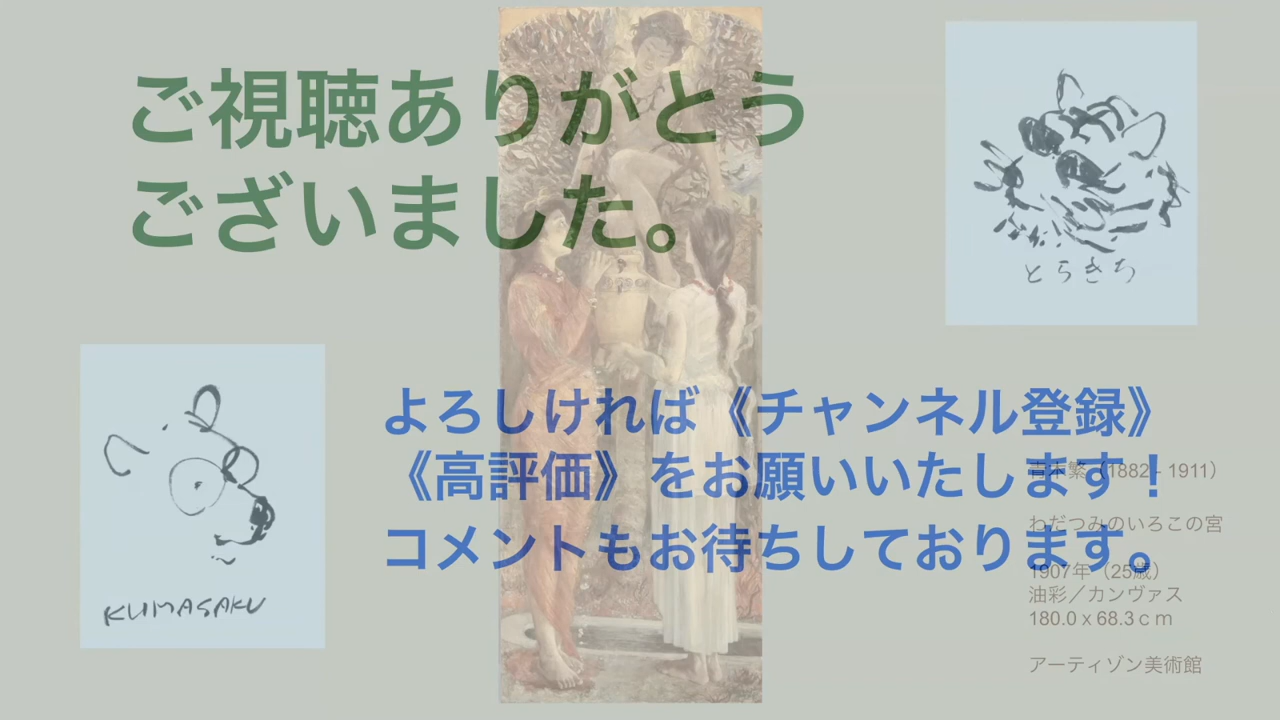 ご視聴ありがとう
ございました。
とらきち
KUMASAKU
よろしければ《チャンネル登録》
《高評価》をお願いいたします！
コメントもお待ちしております。
青木繁（1882 - 1911）
わだつみのいろこの宮
1907年（25歳）
油彩／カンヴァス
180.0 x 68.3ｃｍ
アーティゾン美術館